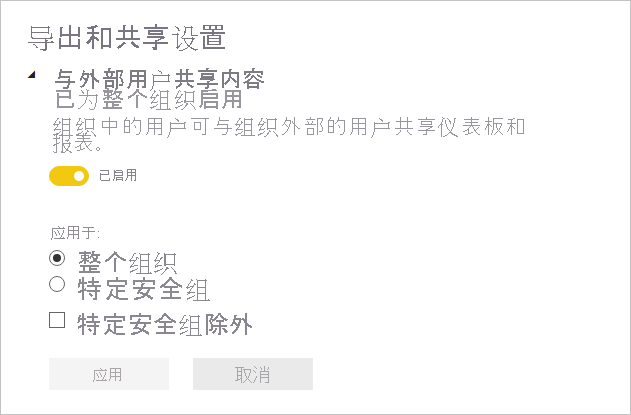 导出和共享设置
与外部用户共享内容
已为整个组织启用
组织中的用户可与组织外部的用户共享仪表板和
报表。
已启用
应用于:
整个组织
特定安全组
特定安全组除外
应用
取消